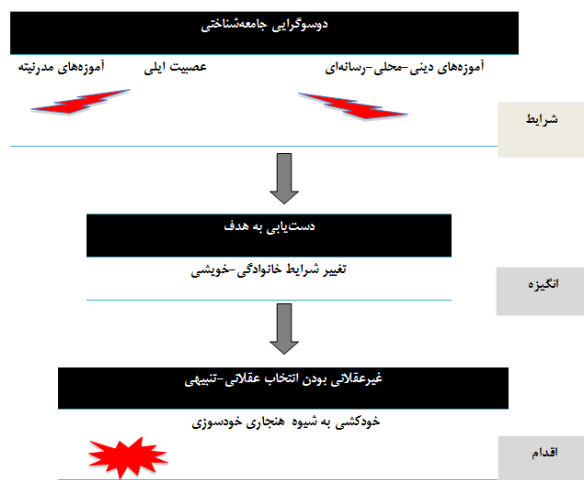 دوسوگرایی جامعه‌شناختی
آموزه‌های دینی-محلی-رسانه‌ای عصبیت ایلی آموزه‌های مدرنیته
شرایط
دست‌یابی به هدف
تغییر شرایط خانوادگی-خویشی
انگیزه
غیرعقلانی بودن انتخاب عقلانی-تنبیهی
خودکشی به شیوه هنجاری خودسوزی
اقدام